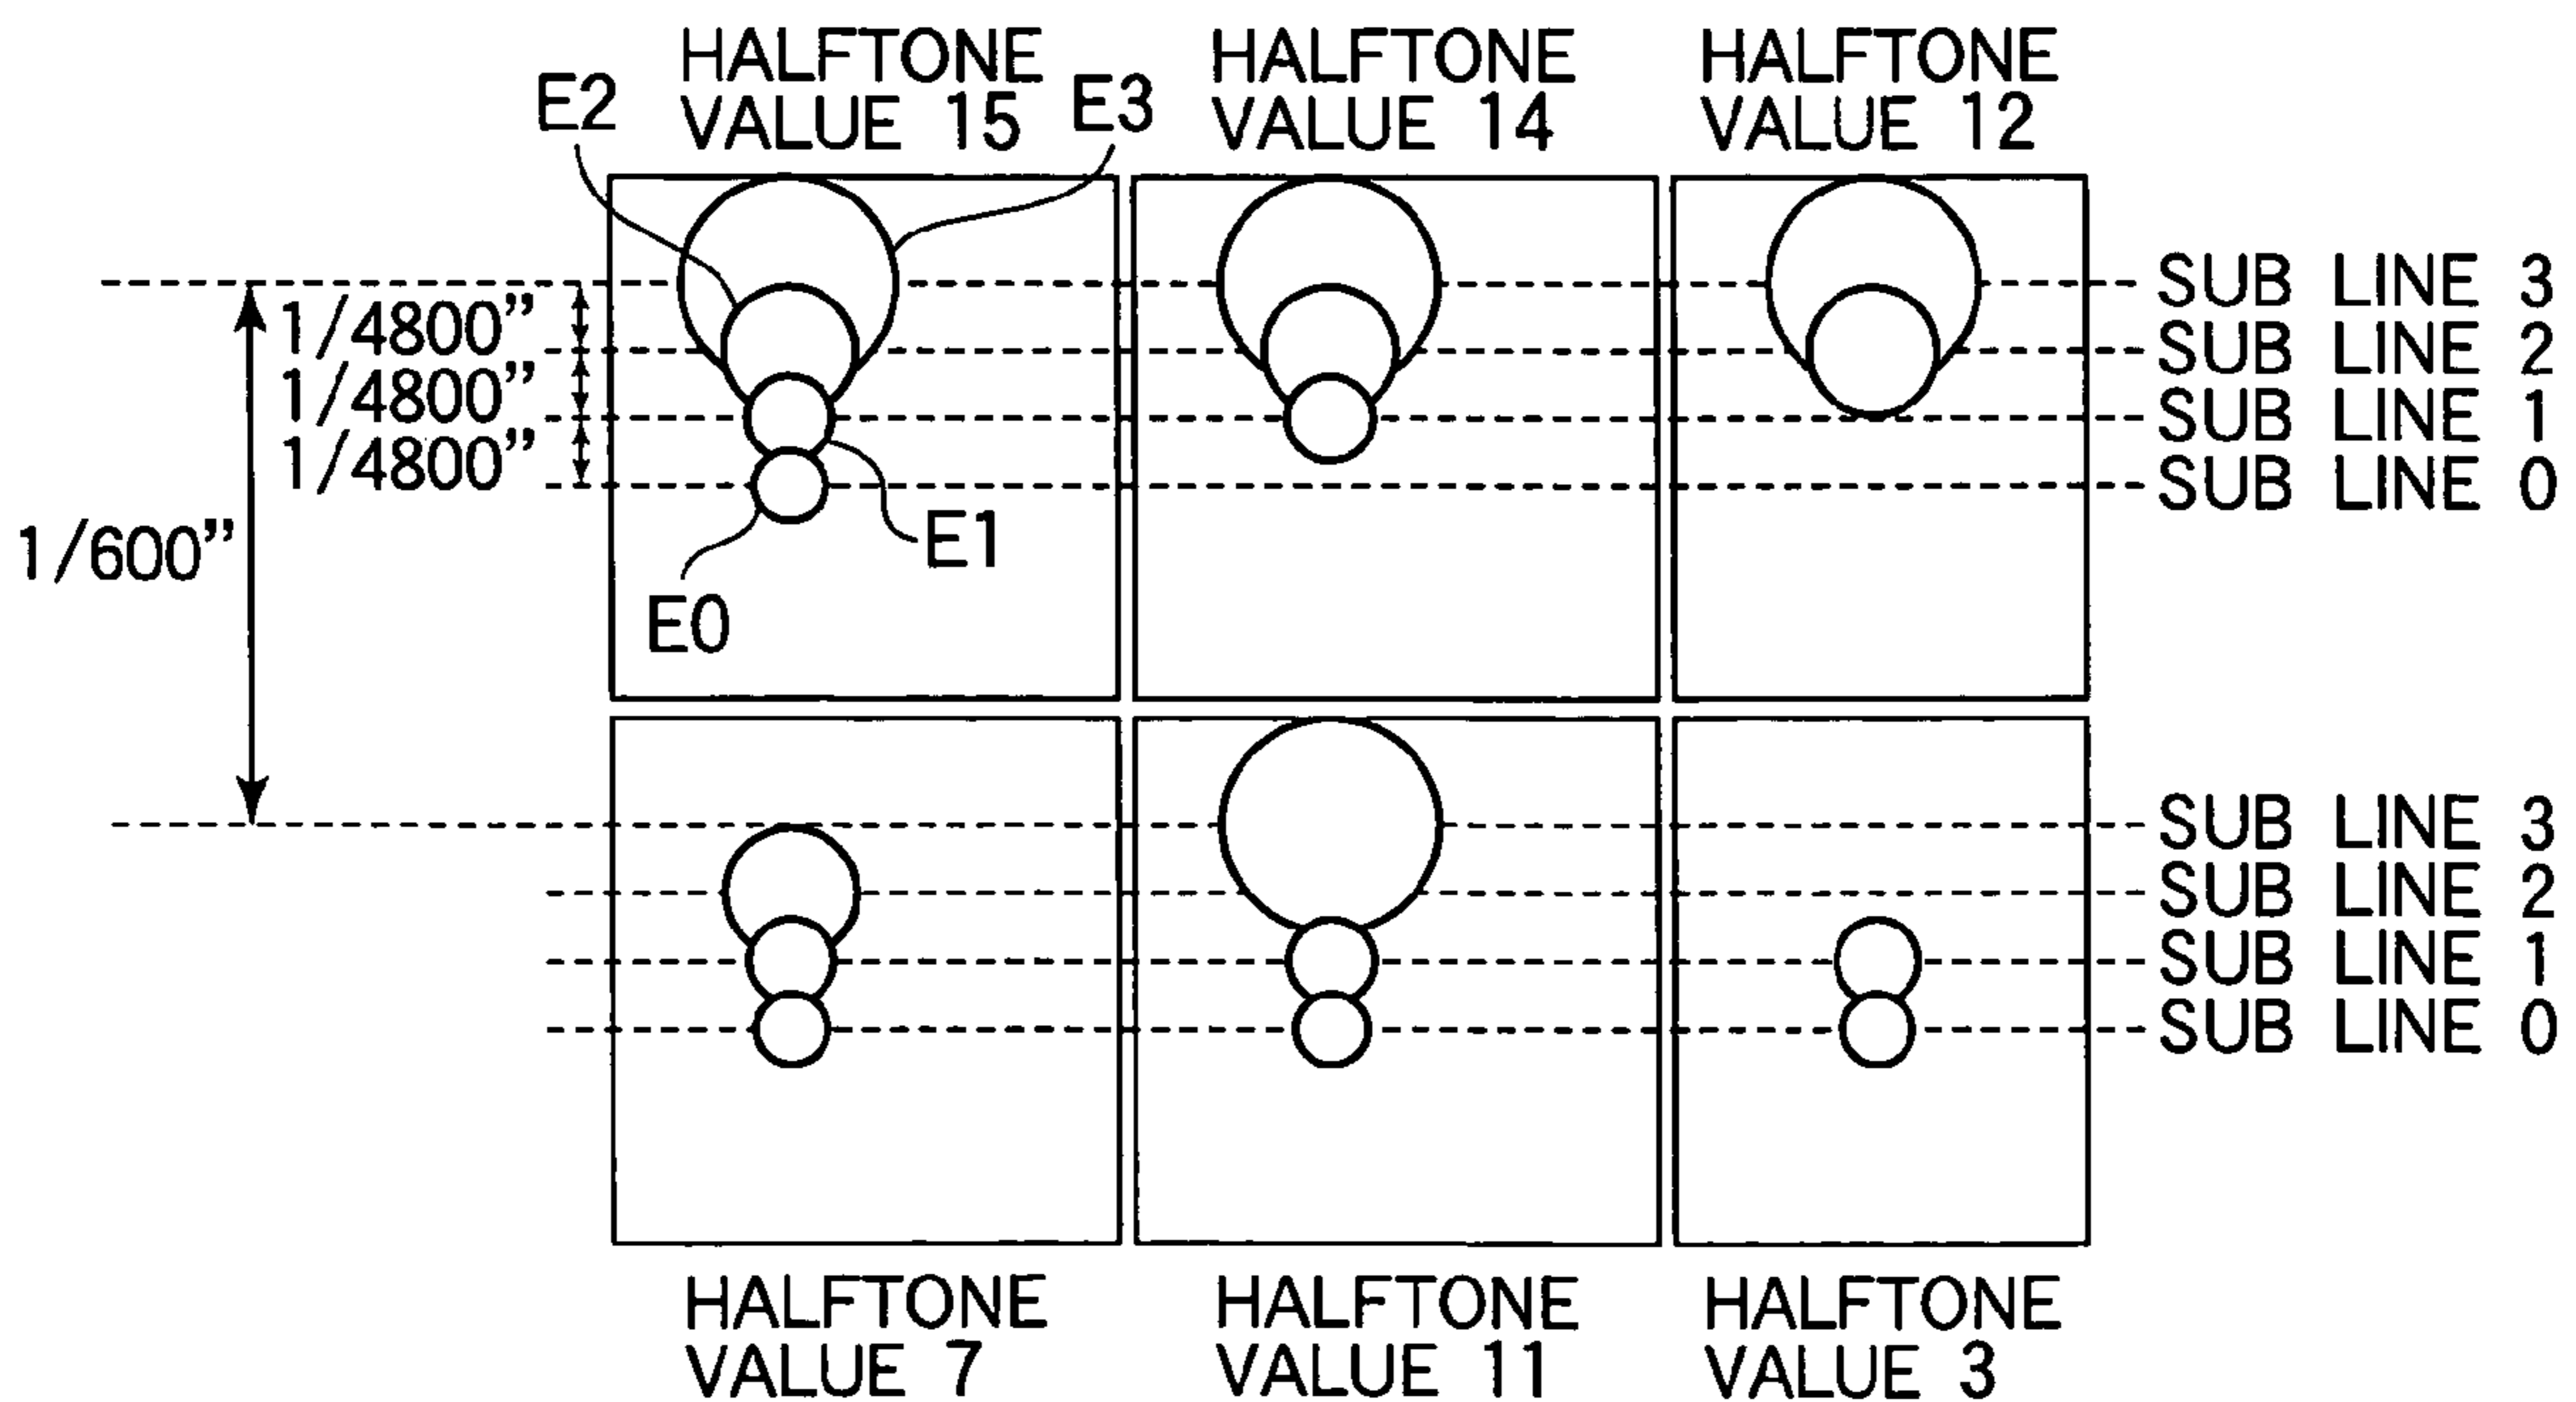 HALFTONE
VALUE 15
HALFTONE
VALUE 14
HALFTONE
VALUE 12
E2
E3
SUB LINE 3
1/4800”
SUB LINE 2
1/4800”
SUB LINE 1
1/4800”
SUB LINE 0
1/600”
E1
E0
SUB LINE 3
SUB LINE 2
SUB LINE 1
SUB LINE 0
HALFTONE
VALUE 7
HALFTONE
VALUE 11
HALFTONE
VALUE 3